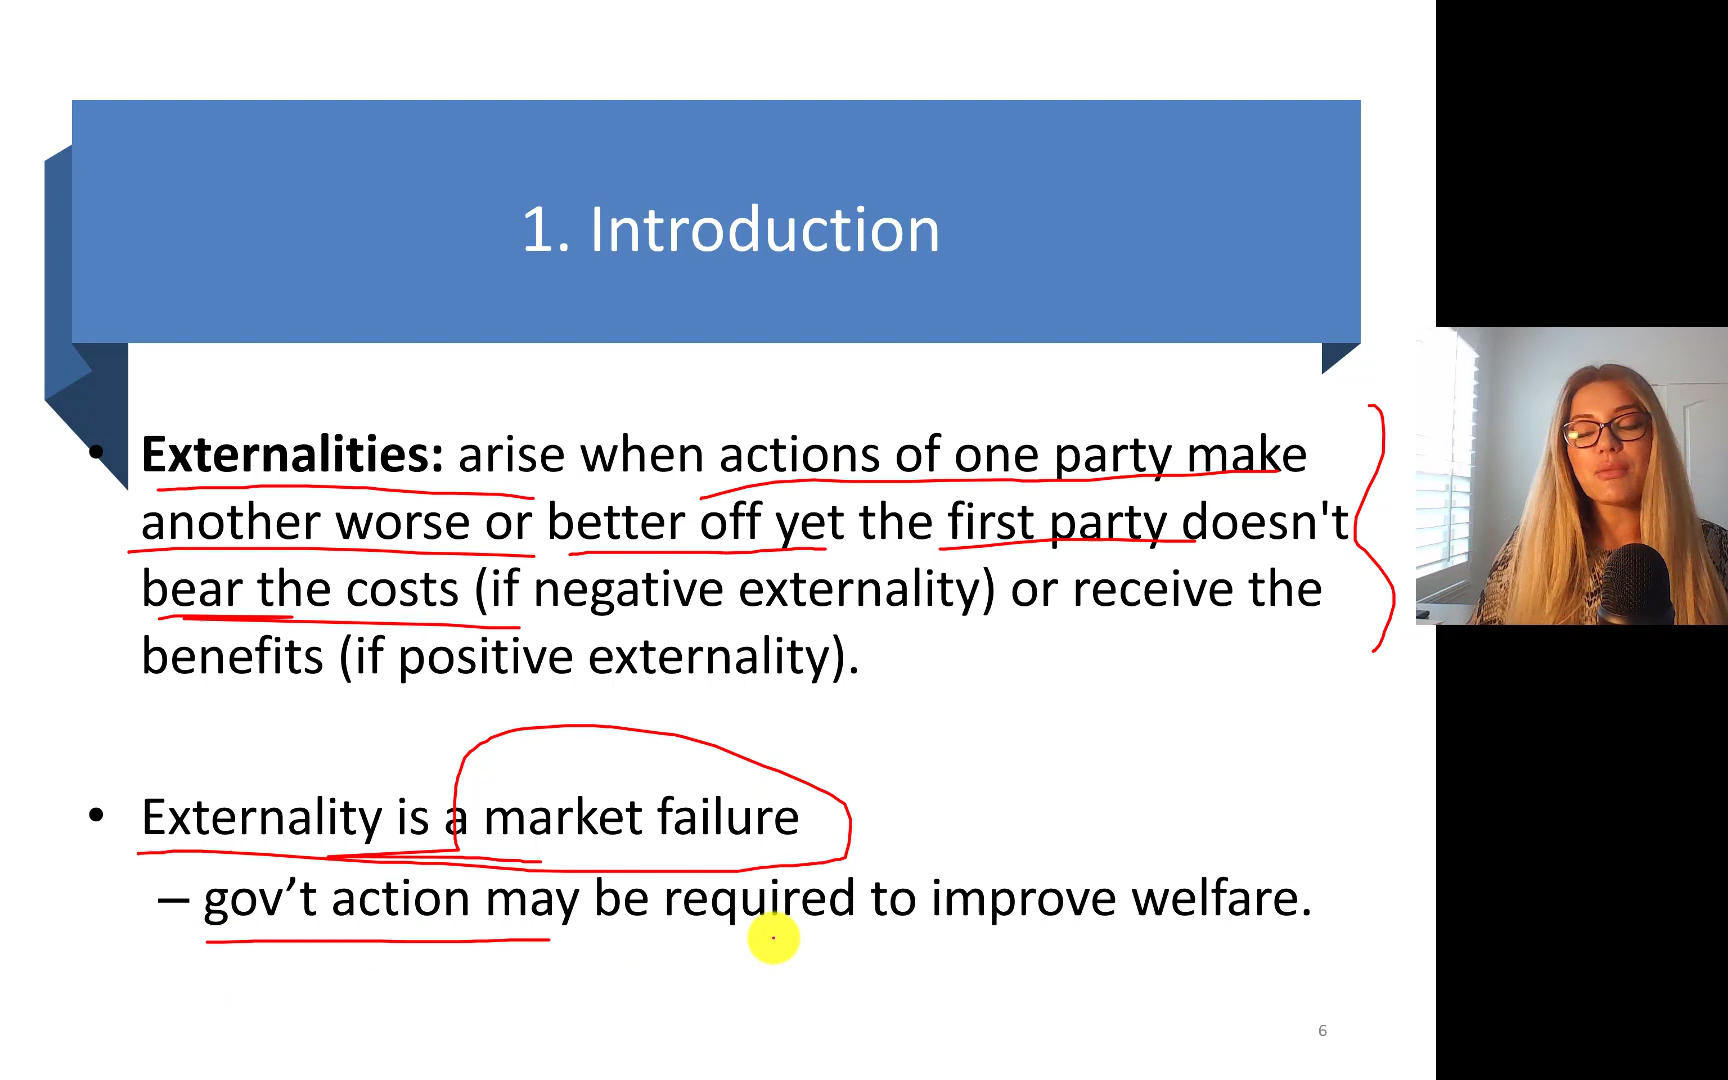 1. Introduction
• Externalities: arise when actions of one party make
another worse or better off yet the first party doesn't
bear the costs (if negative externality) or receive the
benefits (if positive externality).
• Externality is a market failure
– gov’t action may be required to improve welfare.
6